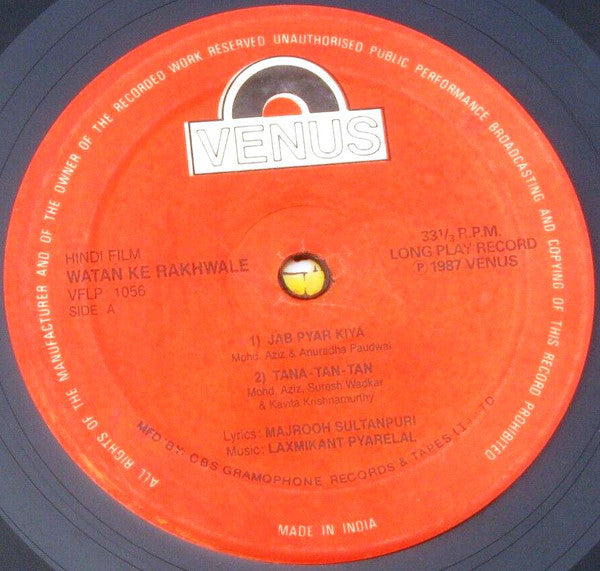 ALL RIGHTS OF THE MANUFACTURER AND OF THE OWNER OF THE RECORDED WORK RESERVED UNAUTHORISED PUBLIC PERFORMANCE BROADCASTING AND COPYING OF THIS RECORD PROHIBITED
VENUS
HINDI FILM
WATAN KE RAKHWALE
VFLP 1056
SIDE A
33 1/3 R.P.M.
LONG PLAY RECORD
P 1987 VENUS
1) JAB PYAR KIYA
Mohd. Aziz & Anuradha Paudwal
2) TANA-TAN-TAN
Mohd. Aziz, Suresh Wadkar
& Kavita Krishnamurthy
Lyrics: MAJROOH SULTANPURI
Music: LAXMIKANT PYARELAL
MFD BY: CBS GRAMOPHONE RECORDS & TAPES (I) LTD
MADE IN INDIA